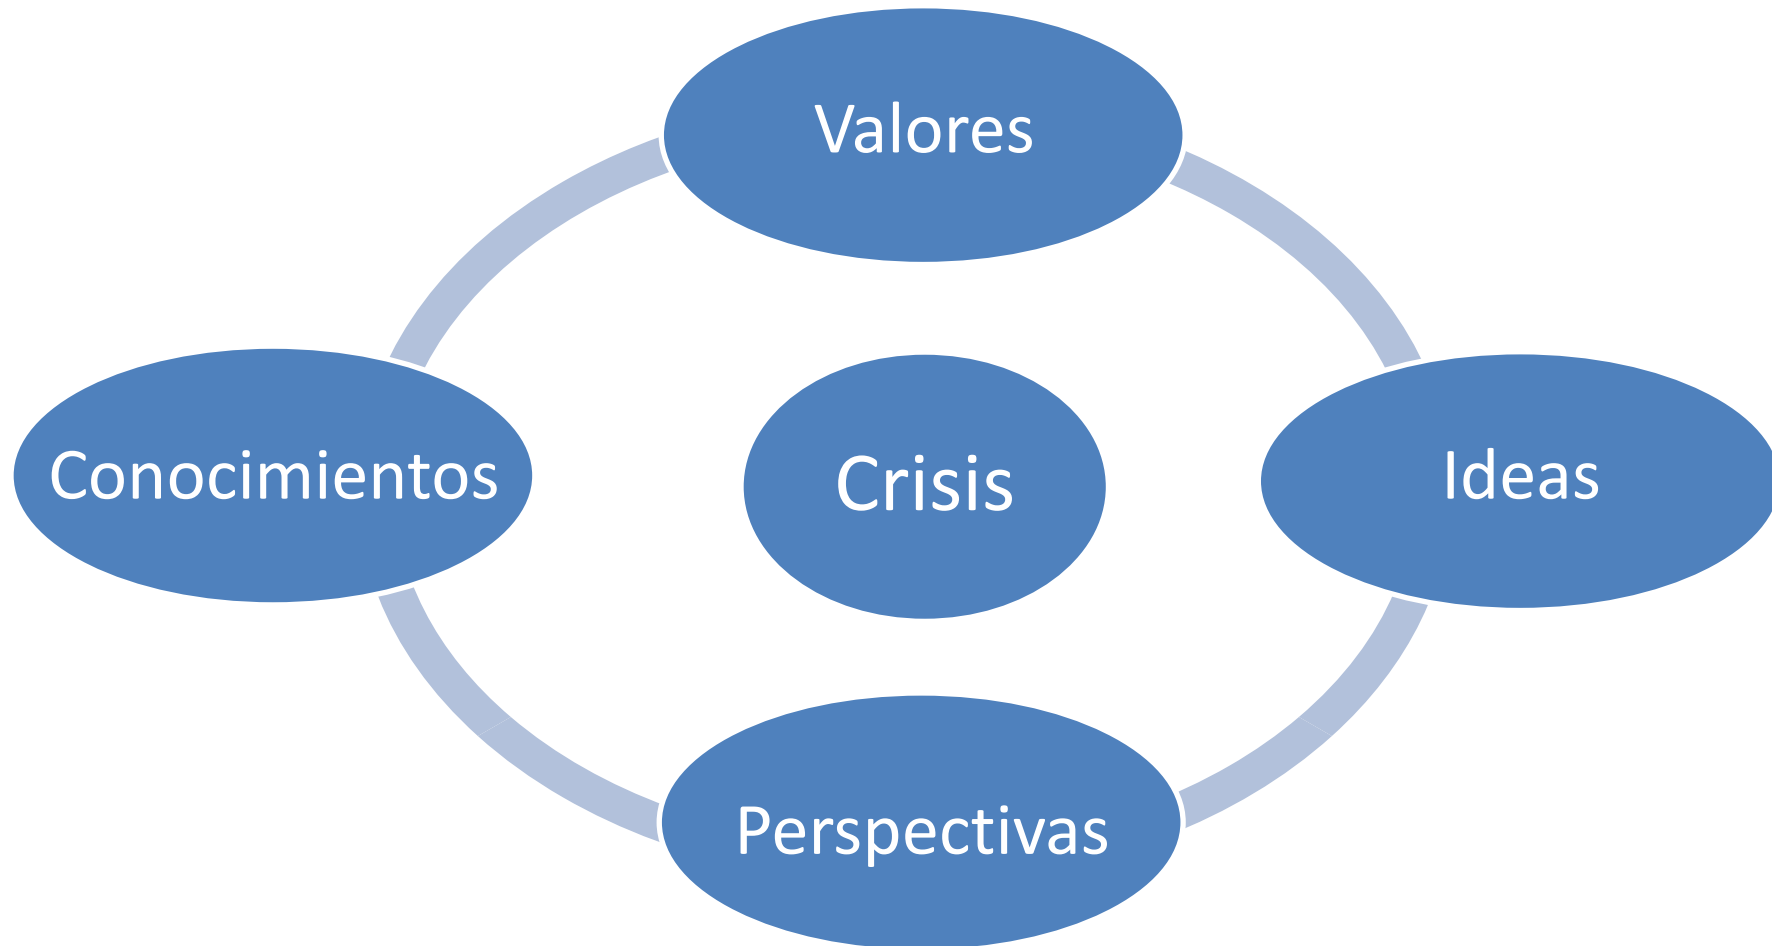 Valores
Conocimientos
Crisis
Ideas
Perspectivas